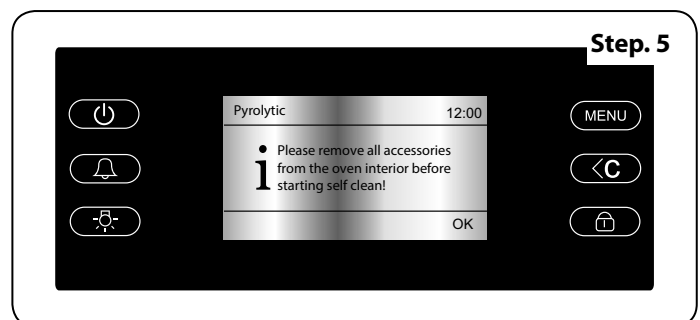 Step. 5
Pyrolytic 12:00
MENU
i Please remove all accessories
from the oven interior before
starting self clean!
<C
OK